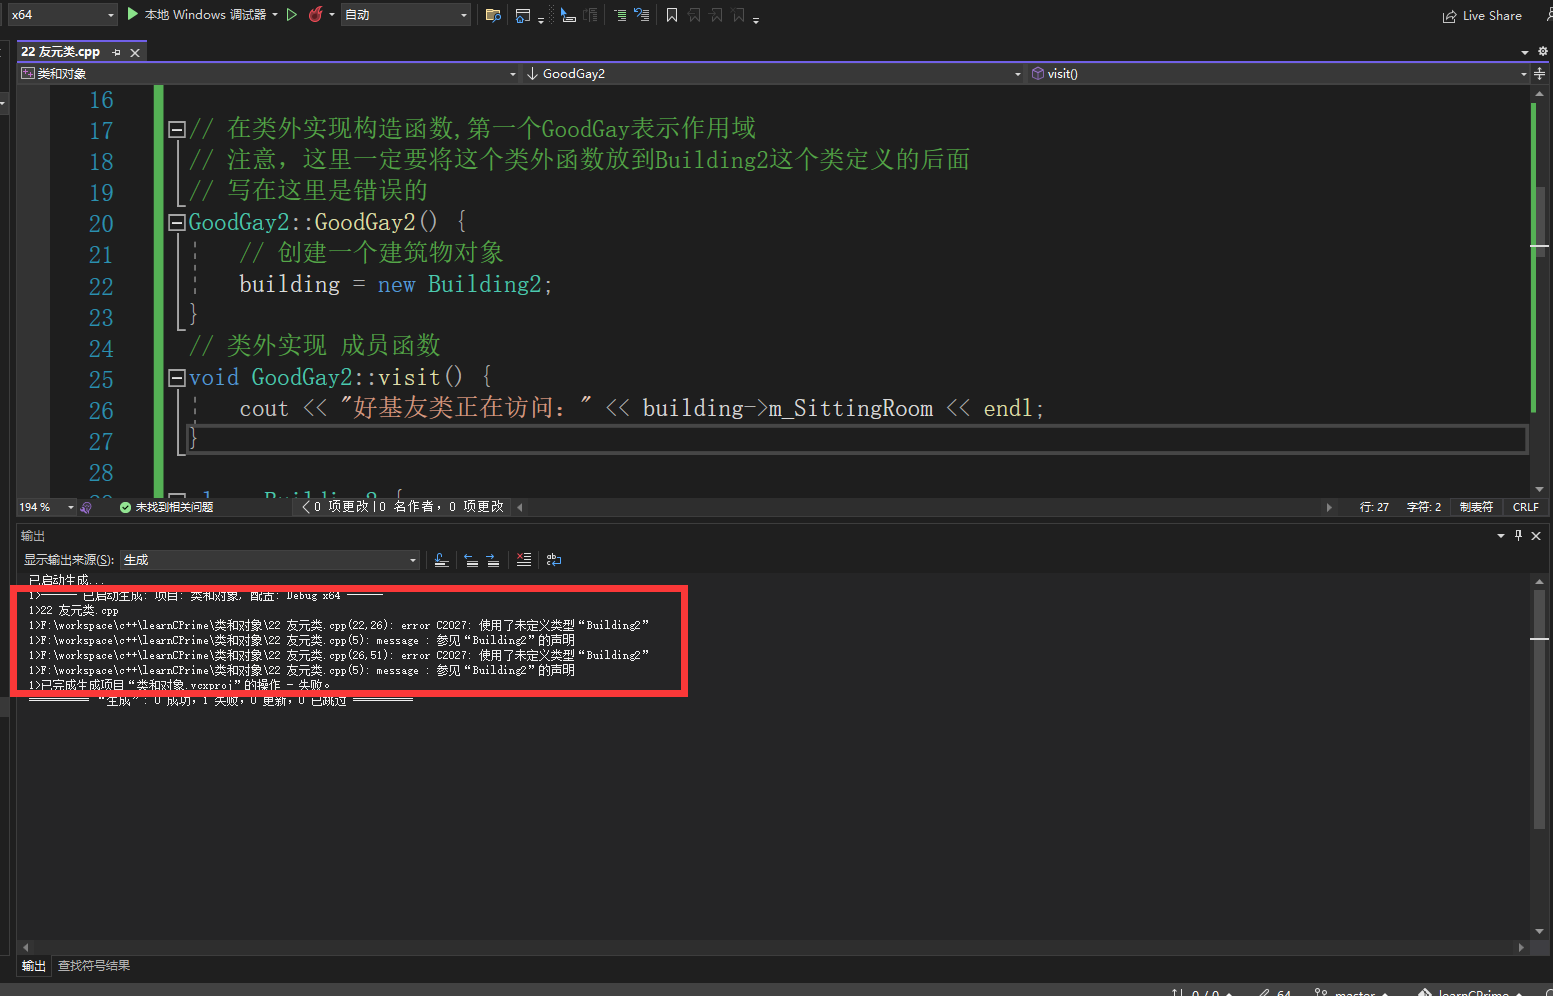 x64 本地 Windows 调试器 自动 Live Share
22 友元类.cpp
类和对象 GoodGay2 visit()
16
17 // 在类外实现构造函数,第一个GoodGay表示作用域
18 // 注意，这里一定要将这个类外函数放到Building2这个类定义的后面
19 // 写在这里是错误的
20 GoodGay2::GoodGay2() {
21 // 创建一个建筑物对象
22 building = new Building2;
23 }
24 // 类外实现 成员函数
25 void GoodGay2::visit() {
26 cout << "好基友类正在访问：" << building->m_SittingRoom << endl;
27 }
28
194 % 未找到相关问题 0 项更改|0 名作者，0 项更改 行: 27 字符: 2 制表符 CRLF
输出
显示输出来源(S): 生成
已启动生成...
1>------ 已启动生成: 项目: 类和对象, 配置: Debug x64 ------
1>22 友元类.cpp
1>F:\workspace\c++\learnCPrime\类和对象\22 友元类.cpp(22,26): error C2027: 使用了未定义类型“Building2”
1>F:\workspace\c++\learnCPrime\类和对象\22 友元类.cpp(5): message : 参见“Building2”的声明
1>F:\workspace\c++\learnCPrime\类和对象\22 友元类.cpp(26,51): error C2027: 使用了未定义类型“Building2”
1>F:\workspace\c++\learnCPrime\类和对象\22 友元类.cpp(5): message : 参见“Building2”的声明
1>已完成生成项目“类和对象.vcxproj”的操作 - 失败。
========== “生成”: 0 成功，1 失败，0 更新，0 已跳过 ==========
输出 查找符号结果
0 / 0 64 master learnCPrime